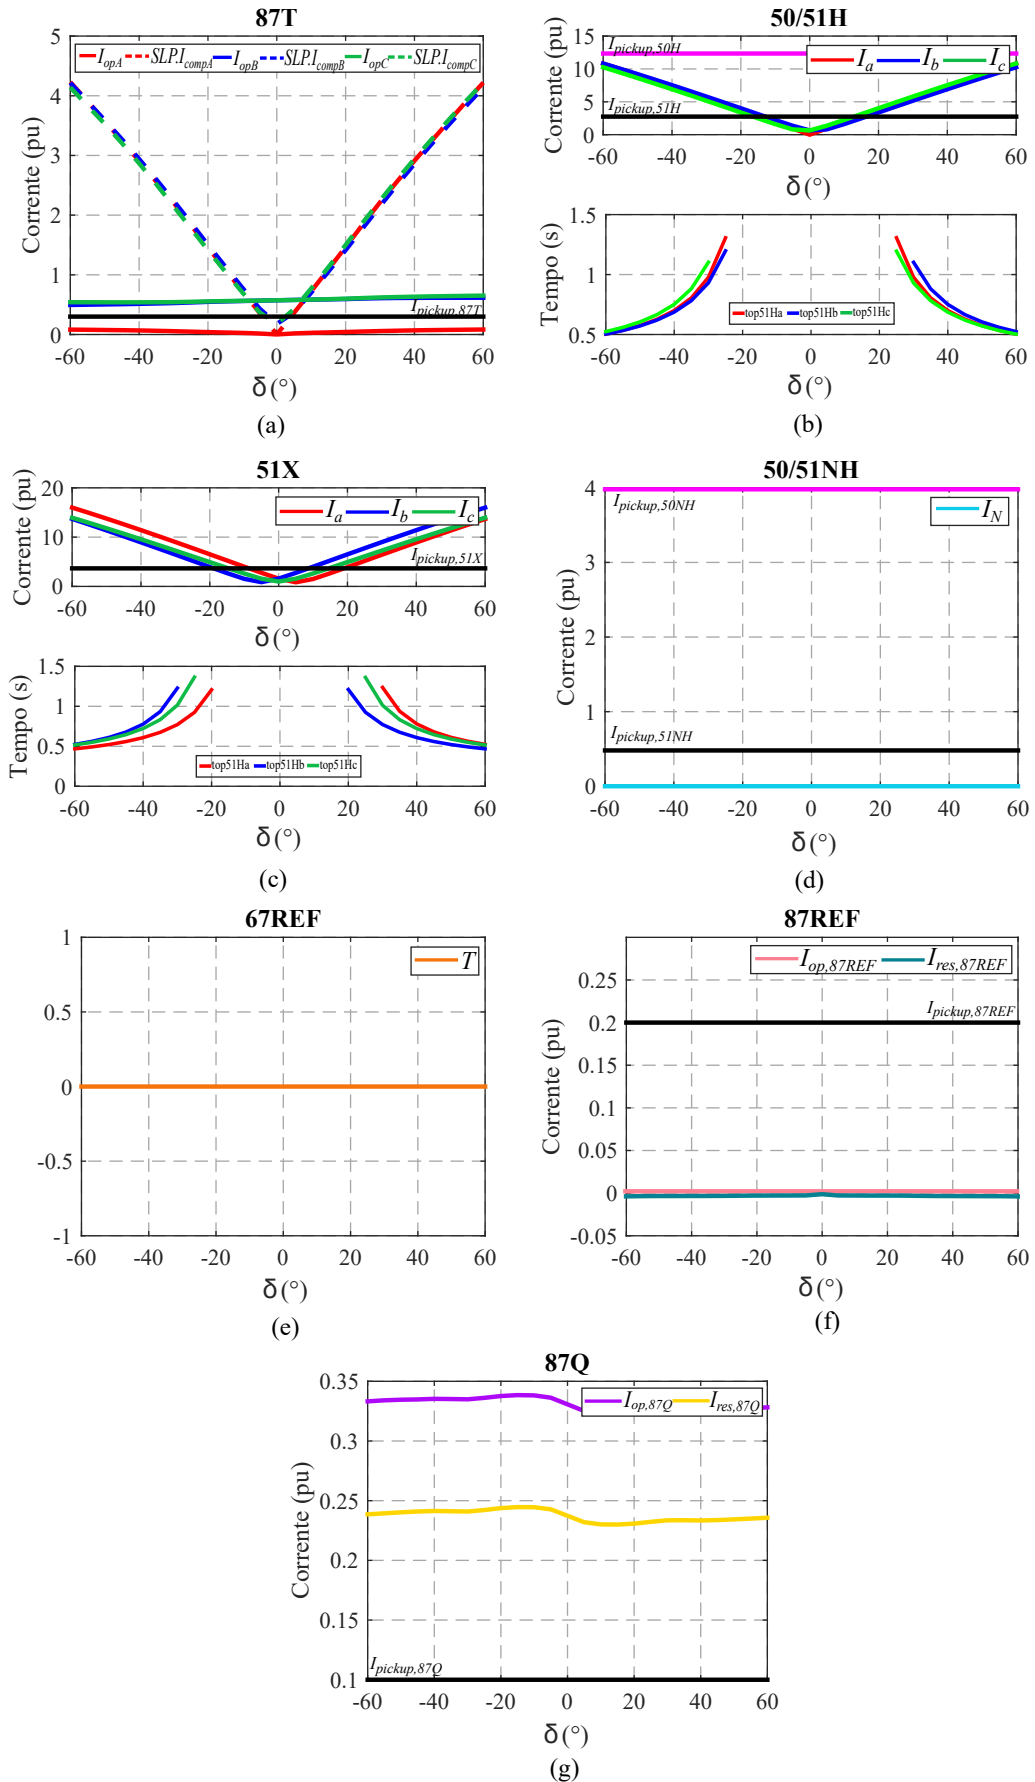 87T
5
4
3
2
1
0
Corrente (pu)
I_opA SLP.I_compA I_opB SLP.I_compB I_opC SLP.I_compC
I_pickup,87T
-60 -40 -20 0 20 40 60
δ(°)
(a)
50/51H
15
10
5
0
Corrente (pu)
I_pickup,50H
I_a I_b I_c
I_pickup,51H
-60 -40 -20 0 20 40 60
δ(°)
1.5
1
0.5
Tempo (s)
top51Ha top51Hb top51Hc
-60 -40 -20 0 20 40 60
δ(°)
(b)
51X
20
10
0
Corrente (pu)
I_a I_b I_c
I_pickup,51X
-60 -40 -20 0 20 40 60
δ(°)
1.5
1
0.5
0
Tempo (s)
top51Ha top51Hb top51Hc
-60 -40 -20 0 20 40 60
δ(°)
(c)
50/51NH
4
4
3
2
2
0
0
Corrente (pu)
I_pickup,50NH
I_N
I_pickup,51NH
-60 -40 -20 0 20 40 60
δ(°)
(d)
67REF
1
0.5
0
-0.5
-1
T
-60 -40 -20 0 20 40 60
δ(°)
(e)
87REF
0.25
0.2
0.15
0.1
0.05
0
-0.05
Corrente (pu)
I_op,87REF I_res,87REF
I_pickup,87REF
-60 -40 -20 0 20 40 60
δ(°)
(f)
87Q
0.35
0.3
0.25
0.2
0.15
0.1
Corrente (pu)
I_op,87Q I_res,87Q
I_pickup,87Q
-60 -40 -20 0 20 40 60
δ(°)
(g)